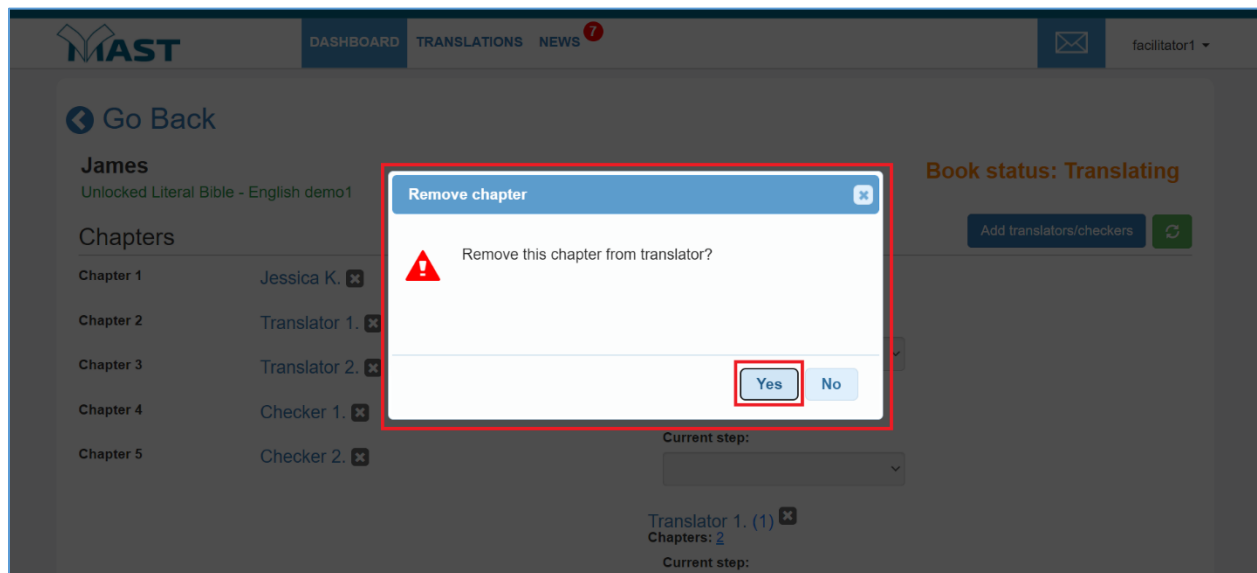 MAST
DASHBOARD TRANSLATIONS NEWS 7
facilitator1
Go Back
James
Unlocked Literal Bible - English demo1
Book status: Translating
Remove chapter
Remove this chapter from translator?
Yes No
Chapters
Add translators/checkers
Chapter 1 Jessica K.
Chapter 2 Translator 1.
Chapter 3 Translator 2.
Chapter 4 Checker 1.
Chapter 5 Checker 2.
Current step:
Translator 1. (1)
Chapters: 2
Current step: